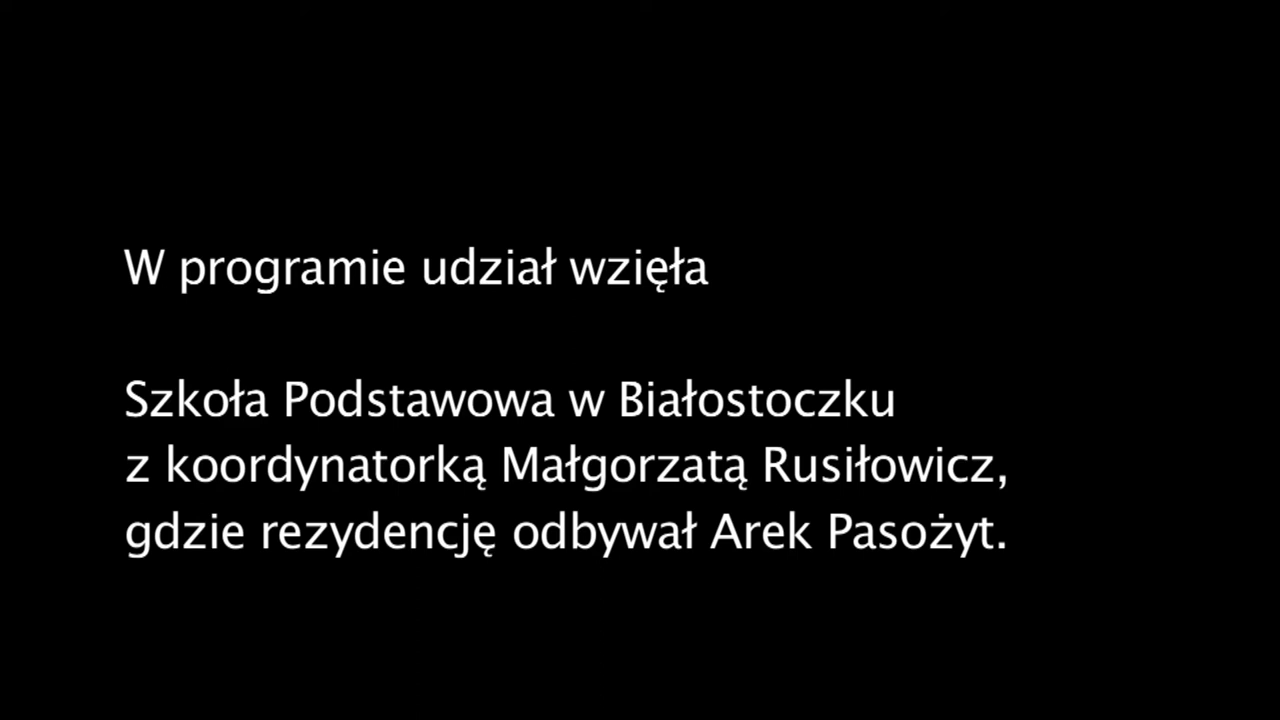 W programie udział wzięła
Szkoła Podstawowa w Białostoczku
z koordynatorką Małgorzatą Rusiłowicz,
gdzie rezydencję odbywał Arek Pasożyt.